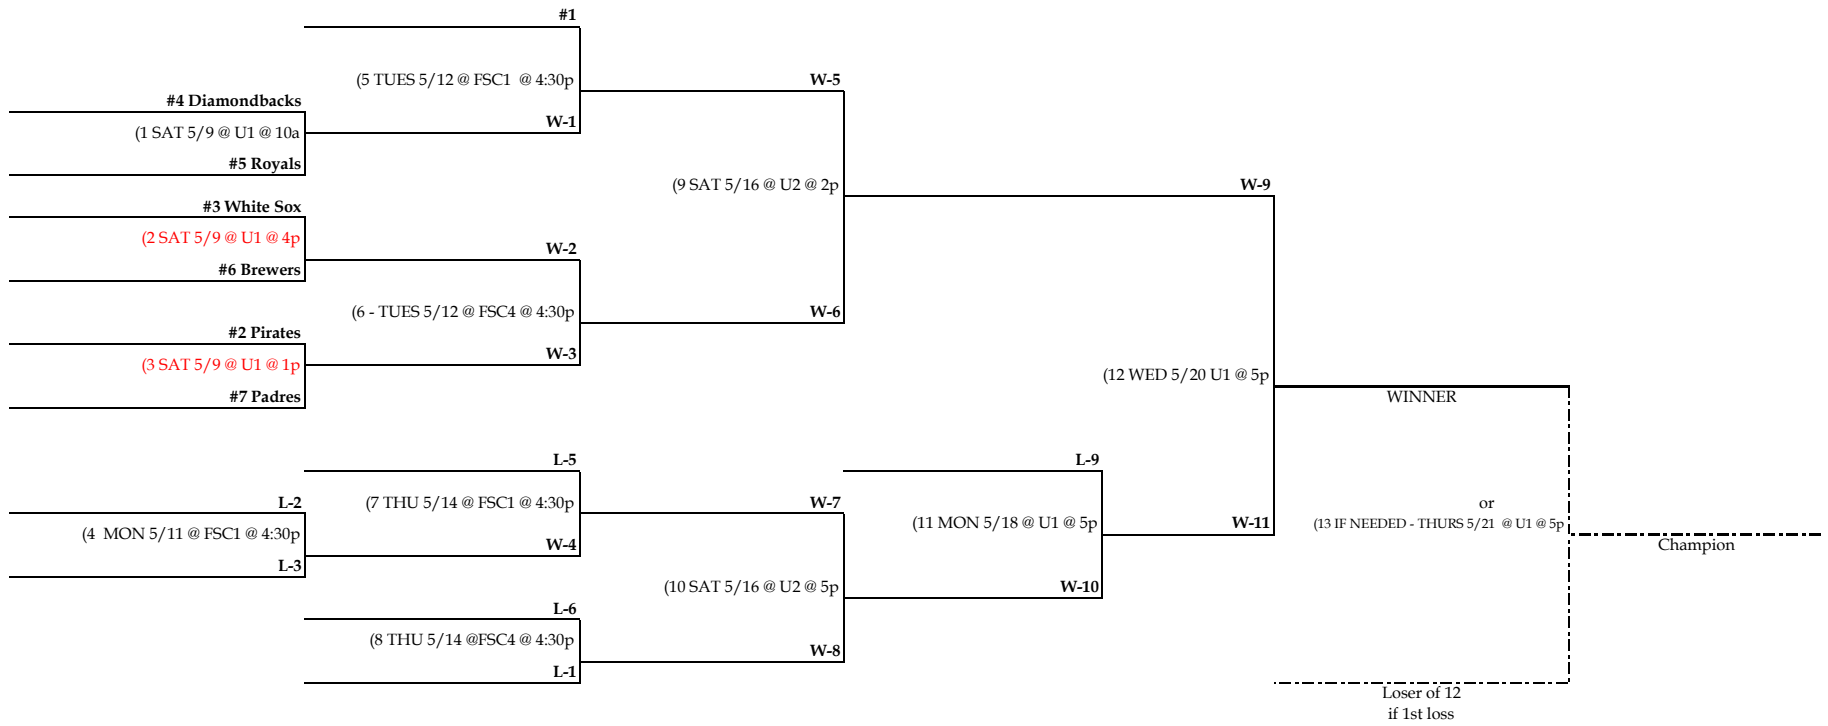 #1
(5 TUES 5/12 @ FSC1  @ 4:30p
W-5
#4 Diamondbacks
(1 SAT 5/9 @ U1 @ 10a
W-1
#5 Royals
(9 SAT 5/16 @ U2 @ 2p
W-9
#3 White Sox
(2 SAT 5/9 @ U1 @ 4p
W-2
#6 Brewers
(6 - TUES 5/12 @ FSC4 @ 4:30p
W-6
#2 Pirates
(3 SAT 5/9 @ U1 @ 1p
W-3
#7 Padres
(12 WED 5/20 U1 @ 5p
WINNER
L-5
L-9
L-2
(7 THU 5/14 @ FSC1 @ 4:30p
W-7
or
(4  MON 5/11 @ FSC1 @ 4:30p
W-4
(11 MON 5/18 @ U1 @ 5p
W-11
(13 IF NEEDED - THURS 5/21  @ U1 @ 5p
Champion
L-3
(10 SAT 5/16 @ U2 @ 5p
W-10
L-6
(8 THU 5/14 @FSC4 @ 4:30p
W-8
L-1
Loser of 12
if 1st loss